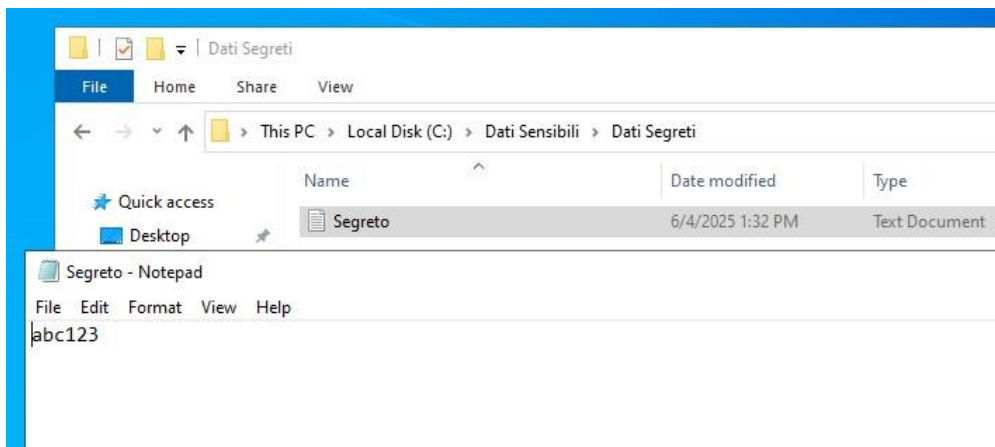 Dati Segreti
File Home Share View
This PC > Local Disk (C:) > Dati Sensibili > Dati Segreti
Name Date modified Type
Quick access
Segreto 6/4/2025 1:32 PM Text Document
Desktop
Segreto - Notepad
File Edit Format View Help
abc123